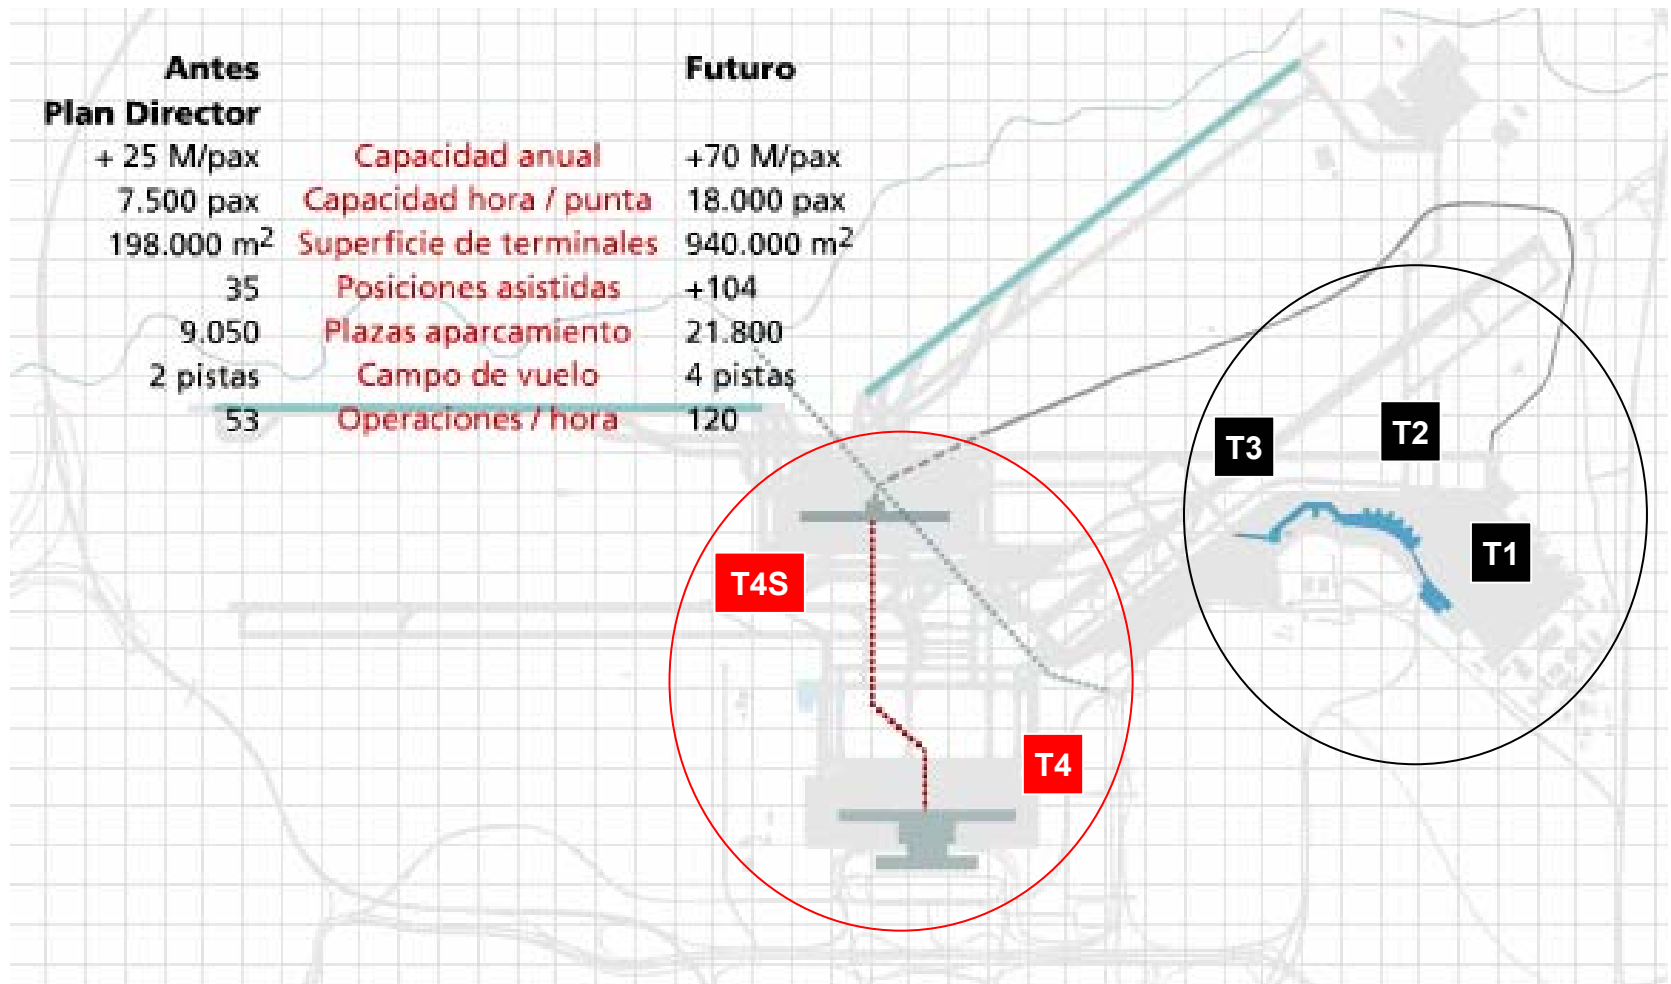 Antes Futuro
Plan Director
+ 25 M/pax Capacidad anual +70 M/pax
7.500 pax Capacidad hora / punta 18.000 pax
198.000 m² Superficie de terminales 940.000 m²
35 Posiciones asistidas +104
9.050 Plazas aparcamiento 21.800
2 pistas Campo de vuelo 4 pistas
53 Operaciones / hora 120
T3
T2
T1
T4S
T4